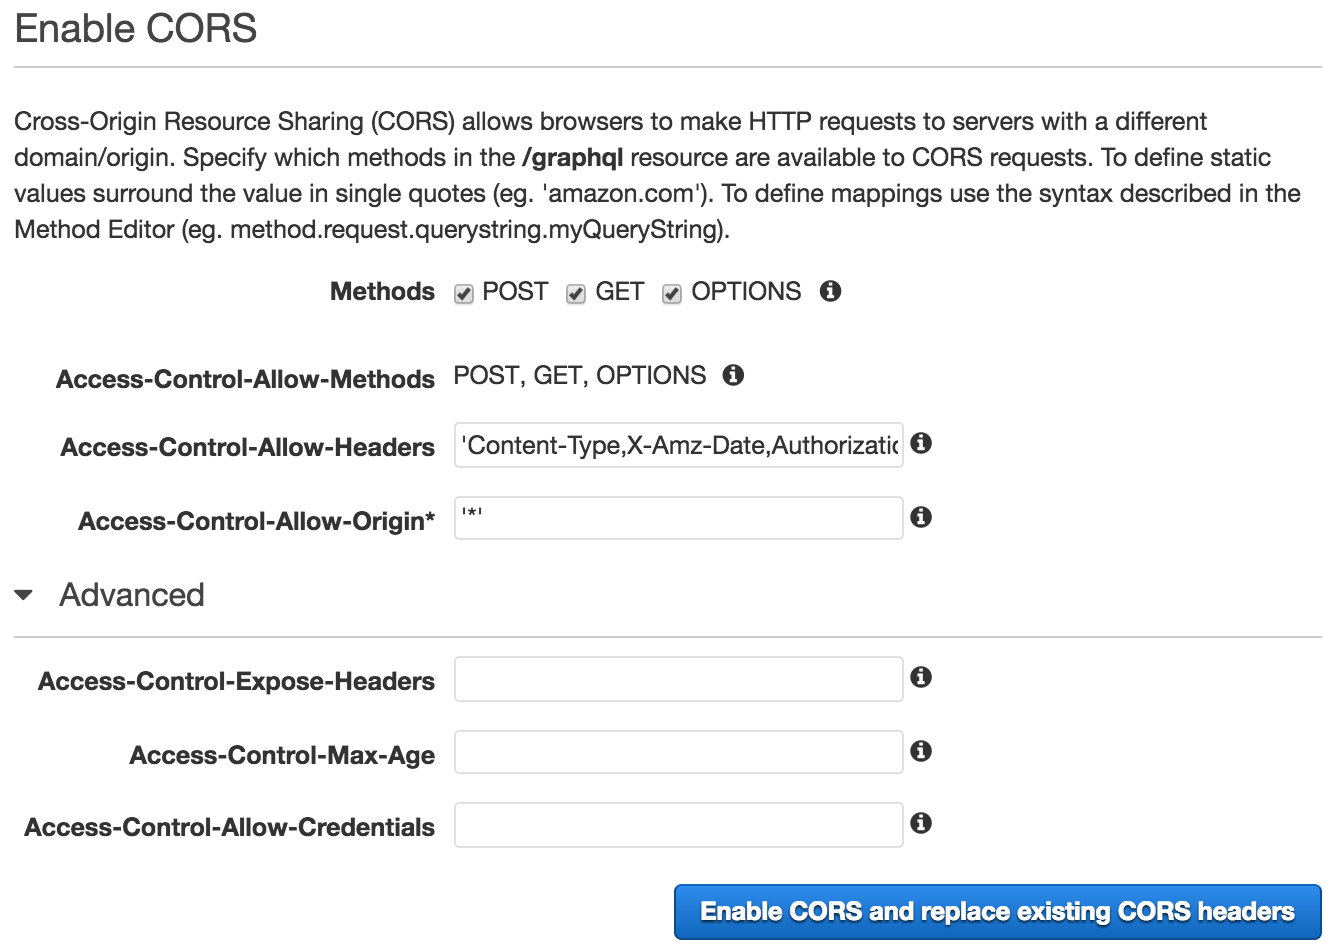 Enable CORS
Cross-Origin Resource Sharing (CORS) allows browsers to make HTTP requests to servers with a different
domain/origin. Specify which methods in the /graphql resource are available to CORS requests. To define static
values surround the value in single quotes (eg. 'amazon.com'). To define mappings use the syntax described in the
Method Editor (eg. method.request.querystring.myQueryString).
Methods POST GET OPTIONS
Access-Control-Allow-Methods POST, GET, OPTIONS
Access-Control-Allow-Headers 'Content-Type,X-Amz-Date,Authorizatio
Access-Control-Allow-Origin* '*'
Advanced
Access-Control-Expose-Headers
Access-Control-Max-Age
Access-Control-Allow-Credentials
Enable CORS and replace existing CORS headers